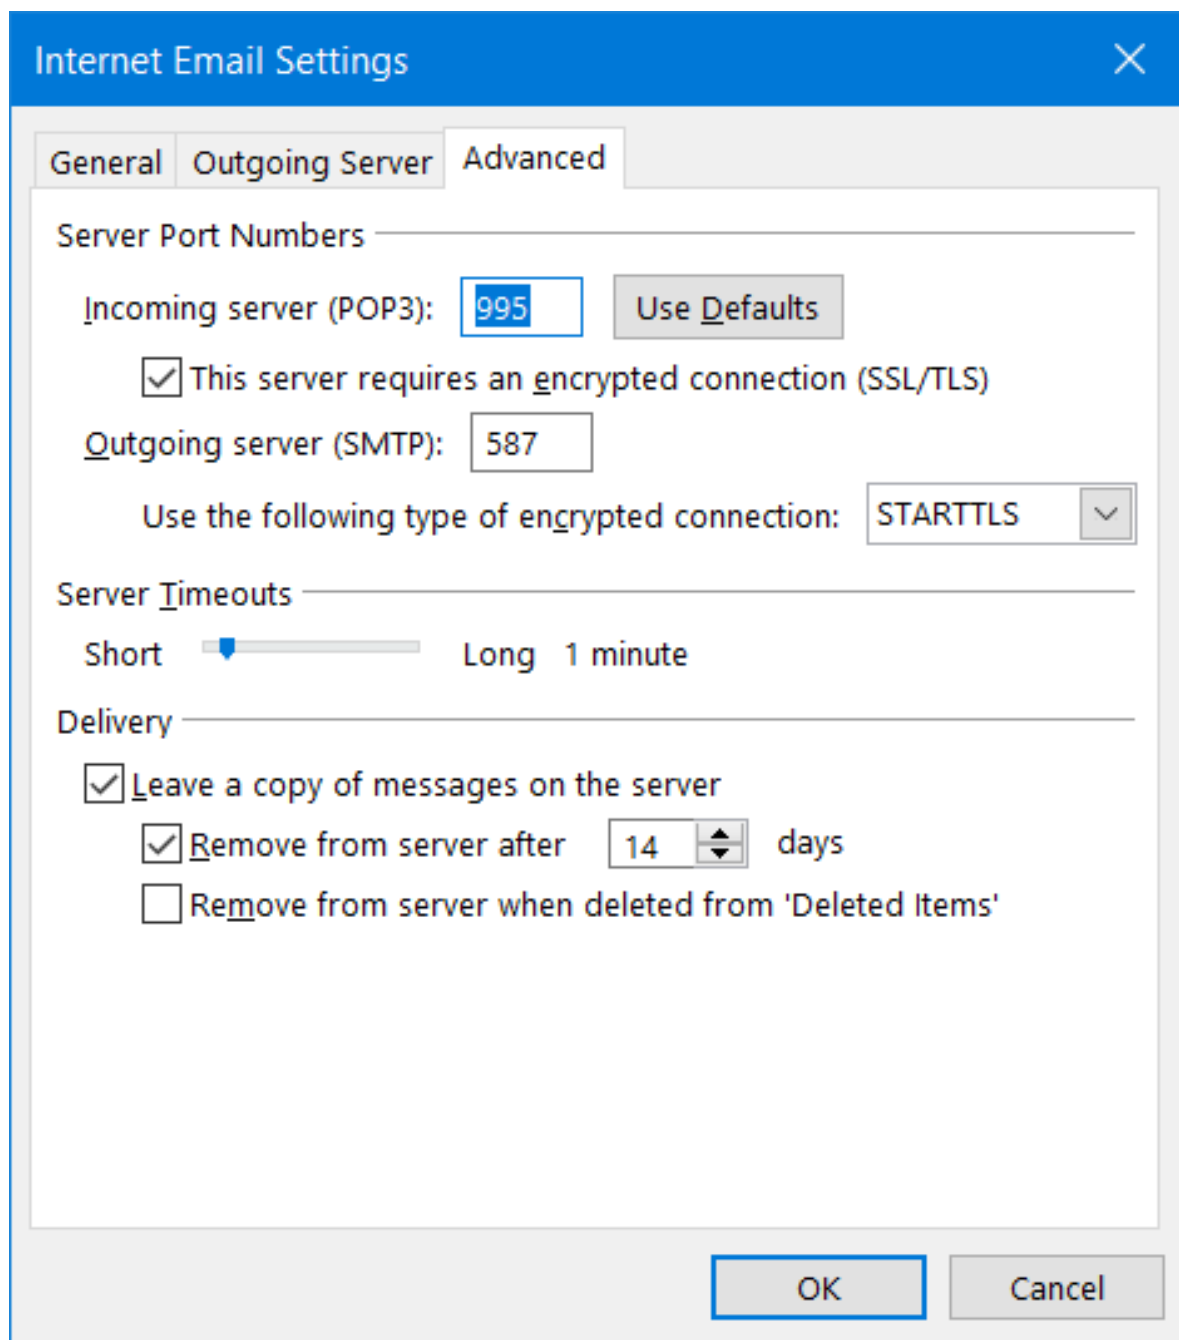 Internet Email Settings
General Outgoing Server Advanced
Server Port Numbers
Incoming server (POP3): 995 Use Defaults
This server requires an encrypted connection (SSL/TLS)
Outgoing server (SMTP): 587
Use the following type of encrypted connection: STARTTLS
Server Timeouts
Short Long 1 minute
Delivery
Leave a copy of messages on the server
Remove from server after 14 days
Remove from server when deleted from 'Deleted Items'
OK Cancel